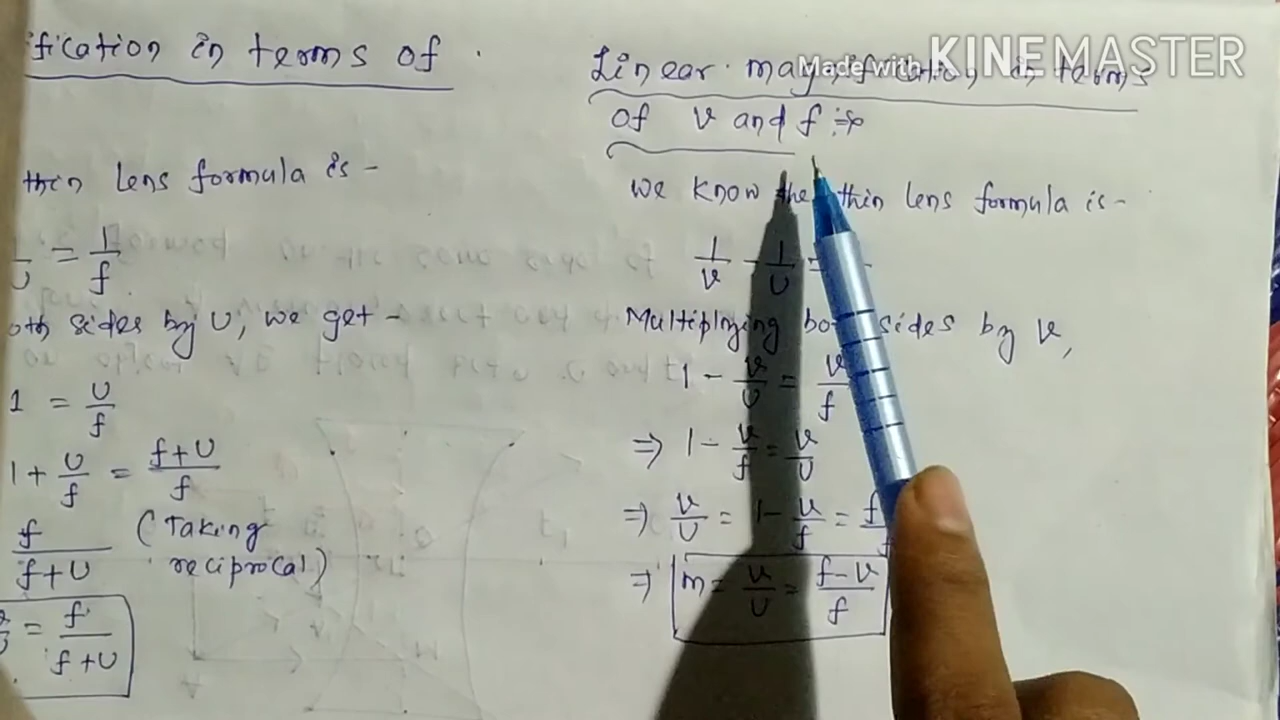 fication in terms of
thin Lens formula is -
= 1/f
both sides by U, we get -
1 = U/f
1 + U/f = f+U/f
f/f+U (Taking reciprocal)
= f/f+U
Made with KINEMASTER
Linear magnification in terms
of v and f :⇒
we know the thin lens formula is -
1/v - 1/U =
Multiplying both sides by v,
1 - v/U = v/f
⇒ 1 - v/f = v/U
⇒ v/U = 1 - v/f = f
⇒ m = v/U = f-v/f